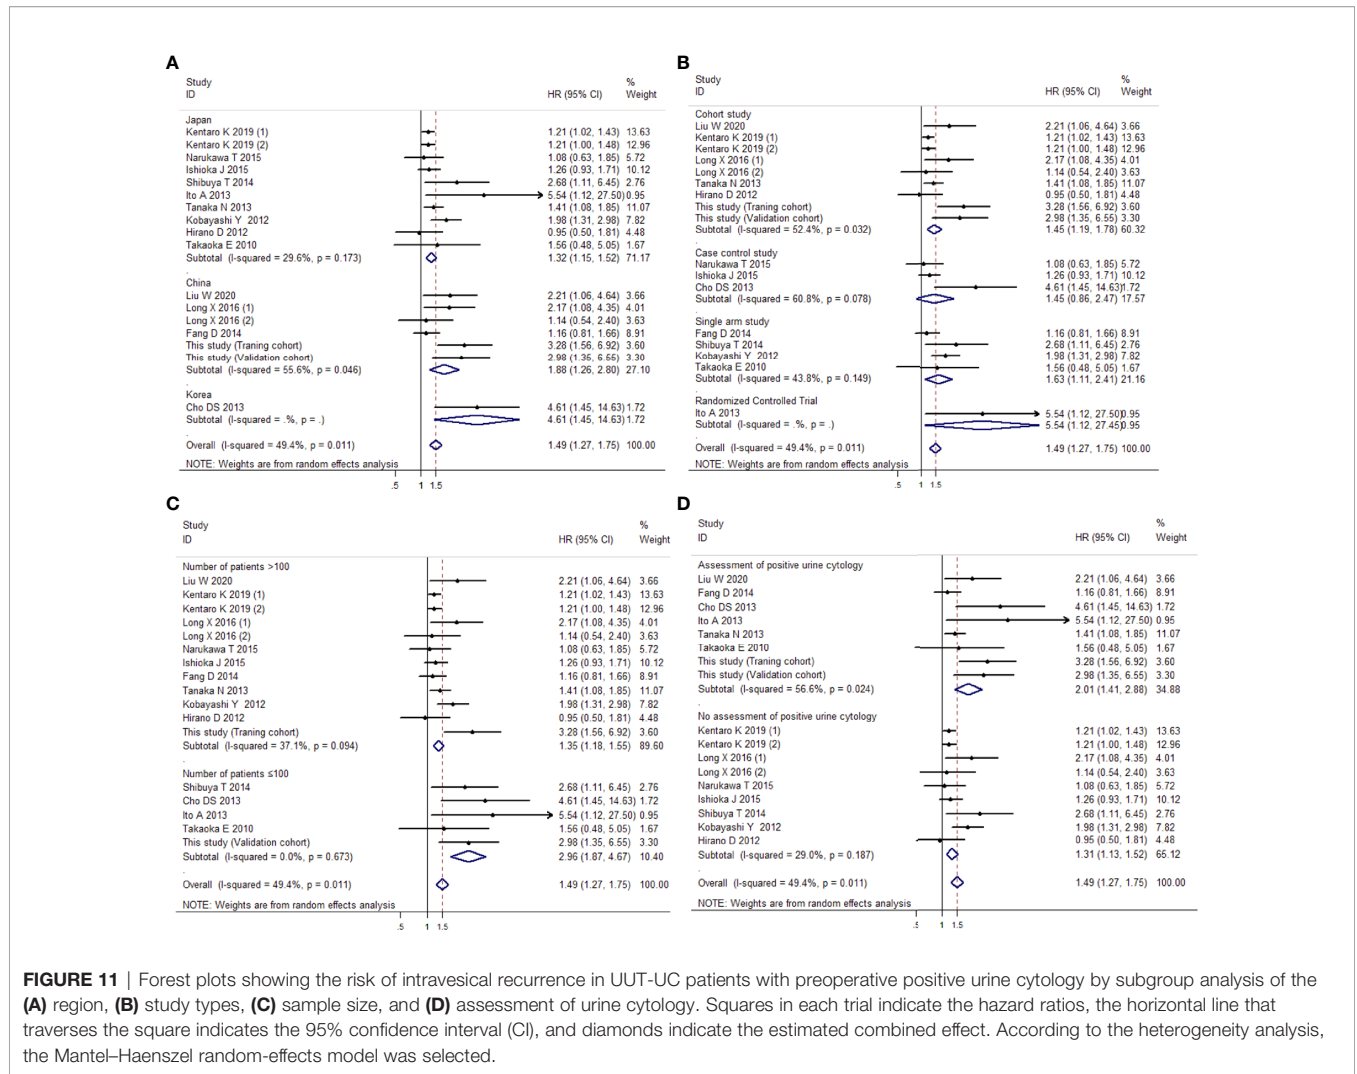 A
Study
%
ID HR (95% CI) Weight
Japan
Kentaro K 2019 (1) 1.21 (1.02, 1.43) 13.63
Kentaro K 2019 (2) 1.21 (1.00, 1.48) 12.96
Narukawa T 2015 1.08 (0.63, 1.85) 5.72
Ishioka J 2015 1.26 (0.93, 1.71) 10.12
Shibuya T 2014 2.68 (1.11, 6.45) 2.76
Ito A 2013 5.54 (1.12, 27.50) 0.95
Tanaka N 2013 1.41 (1.08, 1.85) 11.07
Kobayashi Y 2012 1.98 (1.31, 2.98) 7.82
Hirano D 2012 0.95 (0.50, 1.81) 4.48
Takaoka E 2010 1.56 (0.48, 5.05) 1.67
Subtotal (I-squared = 29.6%, p = 0.173) 1.32 (1.15, 1.52) 71.17
.
China
Liu W 2020 2.21 (1.06, 4.64) 3.66
Long X 2016 (1) 2.17 (1.08, 4.35) 4.01
Long X 2016 (2) 1.14 (0.54, 2.40) 3.63
Fang D 2014 1.16 (0.81, 1.66) 8.91
This study (Traning cohort) 3.28 (1.56, 6.92) 3.60
This study (Validation cohort) 2.98 (1.35, 6.55) 3.30
Subtotal (I-squared = 55.6%, p = 0.046) 1.88 (1.26, 2.80) 27.10
.
Korea
Cho DS 2013 4.61 (1.45, 14.63) 1.72
Subtotal (I-squared = .%, p = .) 4.61 (1.45, 14.63) 1.72
.
Overall (I-squared = 49.4%, p = 0.011) 1.49 (1.27, 1.75) 100.00
NOTE: Weights are from random effects analysis
.5 1 1.5
B
Study
%
ID HR (95% CI) Weight
Cohort study
Liu W 2020 2.21 (1.06, 4.64) 3.66
Kentaro K 2019 (1) 1.21 (1.02, 1.43) 13.63
Kentaro K 2019 (2) 1.21 (1.00, 1.48) 12.96
Long X 2016 (1) 2.17 (1.08, 4.35) 4.01
Long X 2016 (2) 1.14 (0.54, 2.40) 3.63
Tanaka N 2013 1.41 (1.08, 1.85) 11.07
Hirano D 2012 0.95 (0.50, 1.81) 4.48
This study (Traning cohort) 3.28 (1.56, 6.92) 3.60
This study (Validation cohort) 2.98 (1.35, 6.55) 3.30
Subtotal (I-squared = 52.4%, p = 0.032) 1.45 (1.19, 1.78) 60.32
.
Case control study
Narukawa T 2015 1.08 (0.63, 1.85) 5.72
Ishioka J 2015 1.26 (0.93, 1.71) 10.12
Cho DS 2013 4.61 (1.45, 14.63) 1.72
Subtotal (I-squared = 60.8%, p = 0.078) 1.45 (0.86, 2.47) 17.57
.
Single arm study
Fang D 2014 1.16 (0.81, 1.66) 8.91
Shibuya T 2014 2.68 (1.11, 6.45) 2.76
Kobayashi Y 2012 1.98 (1.31, 2.98) 7.82
Takaoka E 2010 1.56 (0.48, 5.05) 1.67
Subtotal (I-squared = 43.8%, p = 0.149) 1.63 (1.11, 2.41) 21.16
.
Randomized Controlled Trial
Ito A 2013 5.54 (1.12, 27.50) 0.95
Subtotal (I-squared = .%, p = .) 5.54 (1.12, 27.45) 0.95
.
Overall (I-squared = 49.4%, p = 0.011) 1.49 (1.27, 1.75) 100.00
NOTE: Weights are from random effects analysis
.5 1 1.5
C
Study
%
ID HR (95% CI) Weight
Number of patients >100
Liu W 2020 2.21 (1.06, 4.64) 3.66
Kentaro K 2019 (1) 1.21 (1.02, 1.43) 13.63
Kentaro K 2019 (2) 1.21 (1.00, 1.48) 12.96
Long X 2016 (1) 2.17 (1.08, 4.35) 4.01
Long X 2016 (2) 1.14 (0.54, 2.40) 3.63
Narukawa T 2015 1.08 (0.63, 1.85) 5.72
Ishioka J 2015 1.26 (0.93, 1.71) 10.12
Fang D 2014 1.16 (0.81, 1.66) 8.91
Tanaka N 2013 1.41 (1.08, 1.85) 11.07
Kobayashi Y 2012 1.98 (1.31, 2.98) 7.82
Hirano D 2012 0.95 (0.50, 1.81) 4.48
This study (Traning cohort) 3.28 (1.56, 6.92) 3.60
Subtotal (I-squared = 37.1%, p = 0.094) 1.35 (1.18, 1.55) 89.60
.
Number of patients ≤100
Shibuya T 2014 2.68 (1.11, 6.45) 2.76
Cho DS 2013 4.61 (1.45, 14.63) 1.72
Ito A 2013 5.54 (1.12, 27.50) 0.95
Takaoka E 2010 1.56 (0.48, 5.05) 1.67
This study (Validation cohort) 2.98 (1.35, 6.55) 3.30
Subtotal (I-squared = 0.0%, p = 0.673) 2.96 (1.87, 4.67) 10.40
.
Overall (I-squared = 49.4%, p = 0.011) 1.49 (1.27, 1.75) 100.00
NOTE: Weights are from random effects analysis
.5 1 1.5
D
Study
%
ID HR (95% CI) Weight
Assessment of positive urine cytology
Liu W 2020 2.21 (1.06, 4.64) 3.66
Fang D 2014 1.16 (0.81, 1.66) 8.91
Cho DS 2013 4.61 (1.45, 14.63) 1.72
Ito A 2013 5.54 (1.12, 27.50) 0.95
Tanaka N 2013 1.41 (1.08, 1.85) 11.07
Takaoka E 2010 1.56 (0.48, 5.05) 1.67
This study (Traning cohort) 3.28 (1.56, 6.92) 3.60
This study (Validation cohort) 2.98 (1.35, 6.55) 3.30
Subtotal (I-squared = 56.6%, p = 0.024) 2.01 (1.41, 2.88) 34.88
.
No assessment of positive urine cytology
Kentaro K 2019 (1) 1.21 (1.02, 1.43) 13.63
Kentaro K 2019 (2) 1.21 (1.00, 1.48) 12.96
Long X 2016 (1) 2.17 (1.08, 4.35) 4.01
Long X 2016 (2) 1.14 (0.54, 2.40) 3.63
Narukawa T 2015 1.08 (0.63, 1.85) 5.72
Ishioka J 2015 1.26 (0.93, 1.71) 10.12
Shibuya T 2014 2.68 (1.11, 6.45) 2.76
Kobayashi Y 2012 1.98 (1.31, 2.98) 7.82
Hirano D 2012 0.95 (0.50, 1.81) 4.48
Subtotal (I-squared = 29.0%, p = 0.187) 1.31 (1.13, 1.52) 65.12
.
Overall (I-squared = 49.4%, p = 0.011) 1.49 (1.27, 1.75) 100.00
NOTE: Weights are from random effects analysis
.5 1 1.5
FIGURE 11 | Forest plots showing the risk of intravesical recurrence in UUT-UC patients with preoperative positive urine cytology by subgroup analysis of the
(A) region, (B) study types, (C) sample size, and (D) assessment of urine cytology. Squares in each trial indicate the hazard ratios, the horizontal line that
traverses the square indicates the 95% confidence interval (CI), and diamonds indicate the estimated combined effect. According to the heterogeneity analysis,
the Mantel–Haenszel random-effects model was selected.